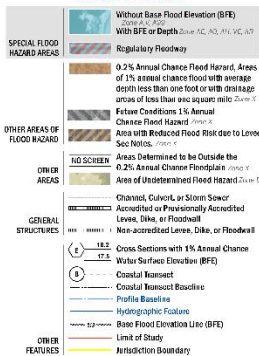 Without Base Flood Elevation (BFE)
Zone A, V, A99
With BFE or Depth Zone AE, AO, AH, VE, AR
SPECIAL FLOOD
HAZARD AREAS
Regulatory Floodway
0.2% Annual Chance Flood Hazard, Areas
of 1% annual chance flood with average
depth less than one foot or with drainage
areas of less than one square mile Zone X
Future Conditions 1% Annual
Chance Flood Hazard Zone X
OTHER AREAS OF
FLOOD HAZARD
Area with Reduced Flood Risk due to Levee
See Notes. Zone X
NO SCREEN
Areas Determined to be Outside the
0.2% Annual Chance Floodplain Zone X
OTHER
AREAS
Area of Undetermined Flood Hazard Zone D
Channel, Culvert, or Storm Sewer
Accredited or Provisionally Accredited
Levee, Dike, or Floodwall
GENERAL
STRUCTURES
Non-accredited Levee, Dike, or Floodwall
E
18.2
17.5
Cross Sections with 1% Annual Chance
Water Surface Elevation (BFE)
8
Coastal Transect
Coastal Transect Baseline
Profile Baseline
Hydrographic Feature
Base Flood Elevation Line (BFE)
OTHER
FEATURES
Limit of Study
Jurisdiction Boundary